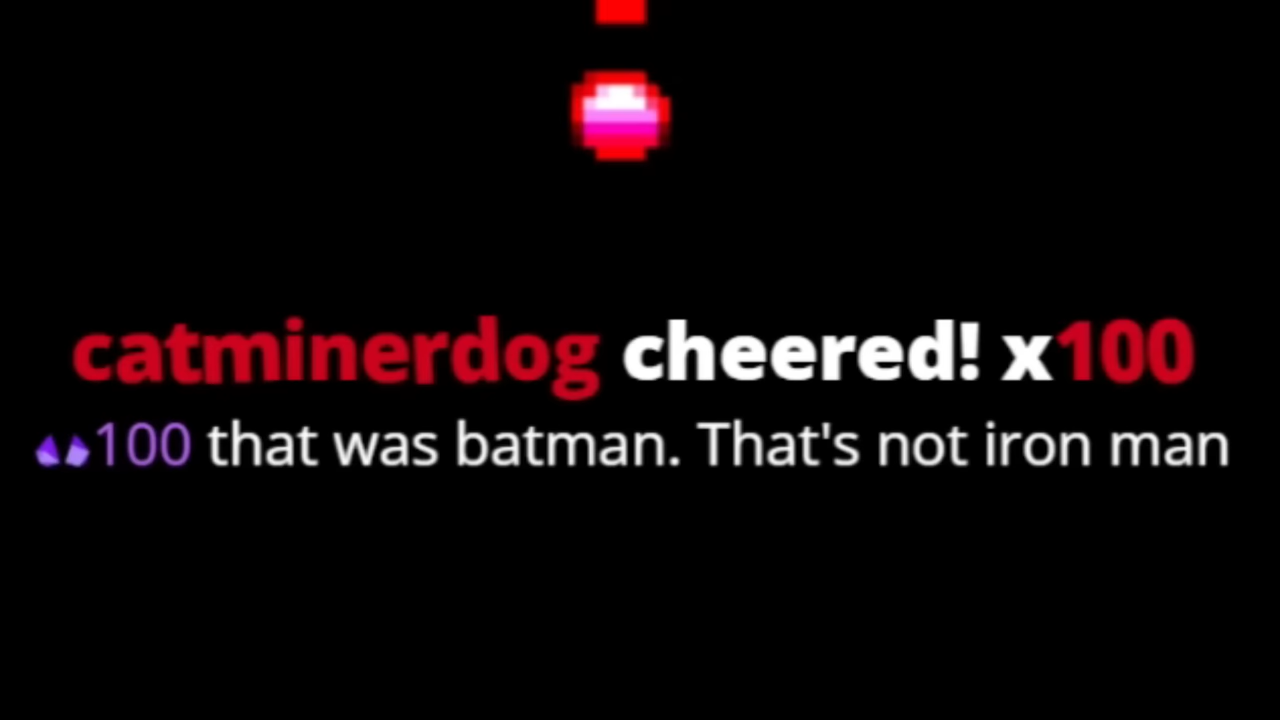 catminerdog cheered! x100
100 that was batman. That's not iron man